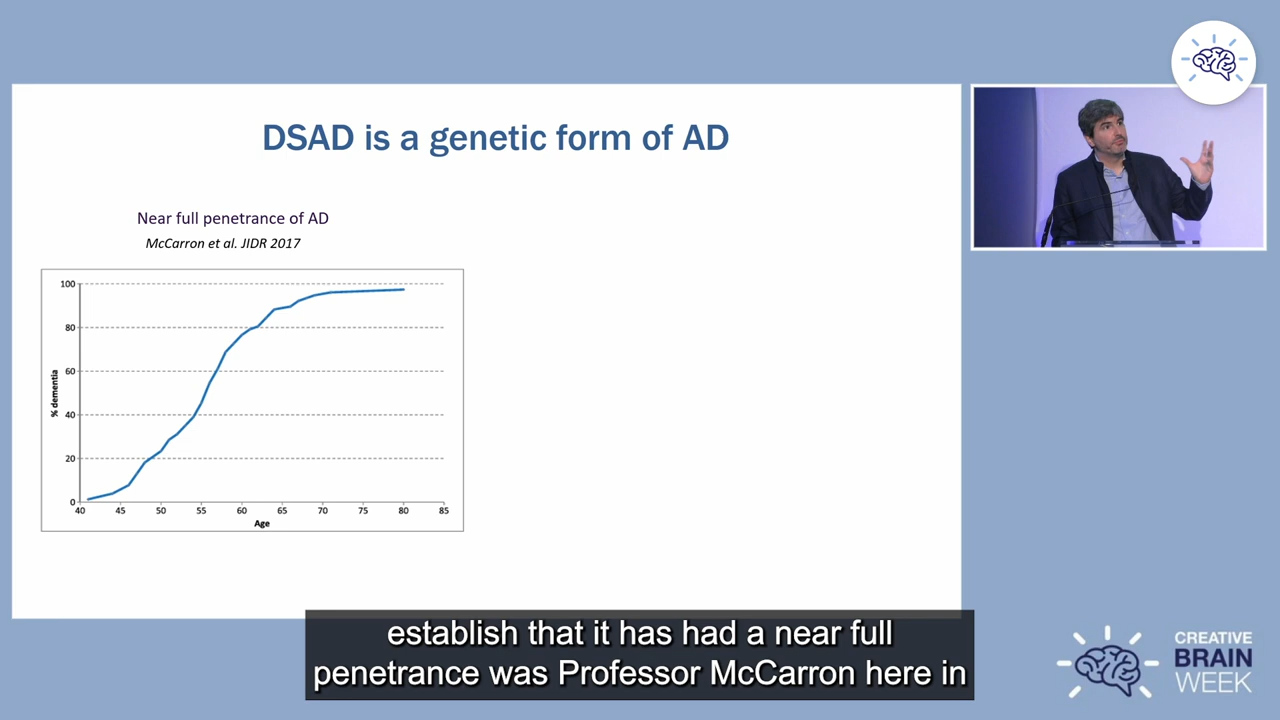 DSAD is a genetic form of AD
Near full penetrance of AD
McCarron et al. JIDR 2017
100
80
60
40
20
0
% dementia
40 45 50 55 60 65 70 75 80 85
Age
establish that it has had a near full
penetrance was Professor McCarron here in
CREATIVE
BRAIN
WEEK